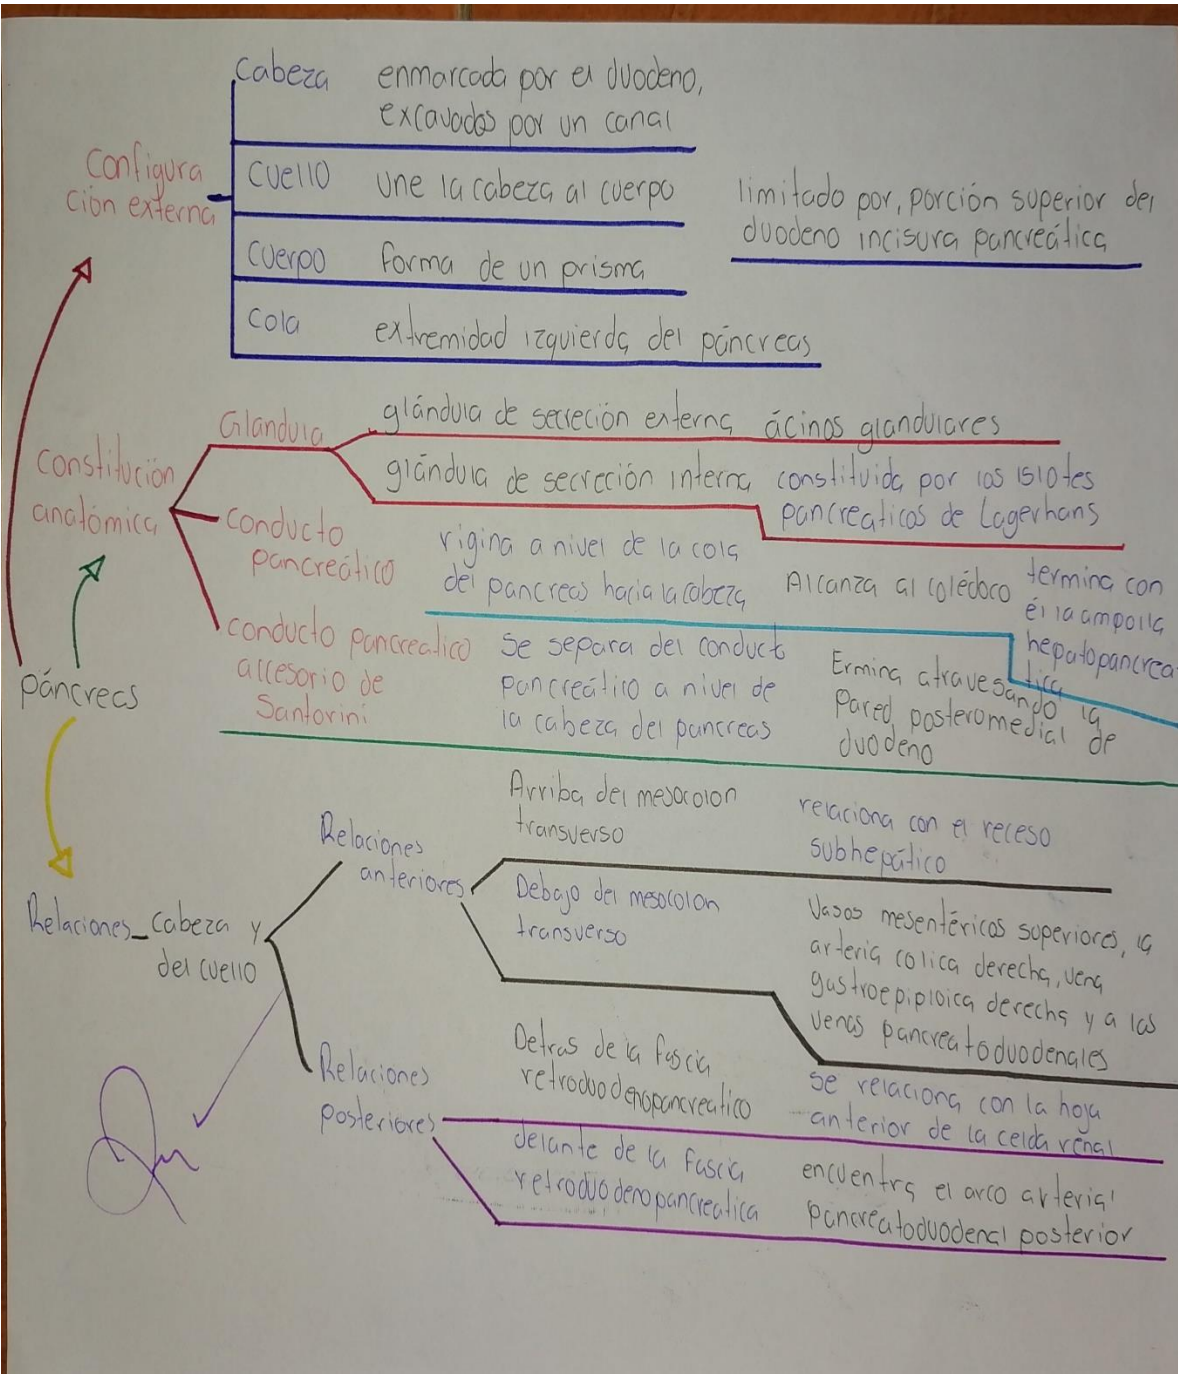 Cabeza enmarcada por el duodeno,
excavados por un canal
Configura
ción externa
cuello une la cabeza al cuerpo
limitado por, porción superior del
duodeno incisura pancreática
cuerpo forma de un prisma
cola extremidad izquierda del páncreas
Glandula
glándula de secreción externa ácinos glandulares
glándula de secreción interna constituida por los islotes
pancreaticos de Lagerhans
Constitución
anatómica
conducto
pancreático
rigina a nivel de la cola
del pancreas hacia la cabeza
Alcanza al colédoco
termina con
él la ampolla
hepatopancrea
tica
conducto pancreatico
accesorio de
Santorini
se separa del conduct
pancreático a nivel de
la cabeza del pancreas
Ermina atravesando la
Pared posteromedial de
duodeno
páncreas
Relaciones_cabeza y
del cuello
Relaciones
anteriores
Arriba del mesocolon
transverso
relaciona con el receso
subhepático
Debajo del mesocolon
transverso
Vasos mesentéricos superiores, la
arteria colica derecha, vena
gastroepiploica derecha y a las
venas pancreatoduodenales
Relaciones
posteriores
Detras de la fascia
retroduodenopancreatico
se relaciona con la hoja
anterior de la celda renal
delante de la fascia
retroduodenopancreatica
encuentra el arco arterial
pancreatoduodenal posterior